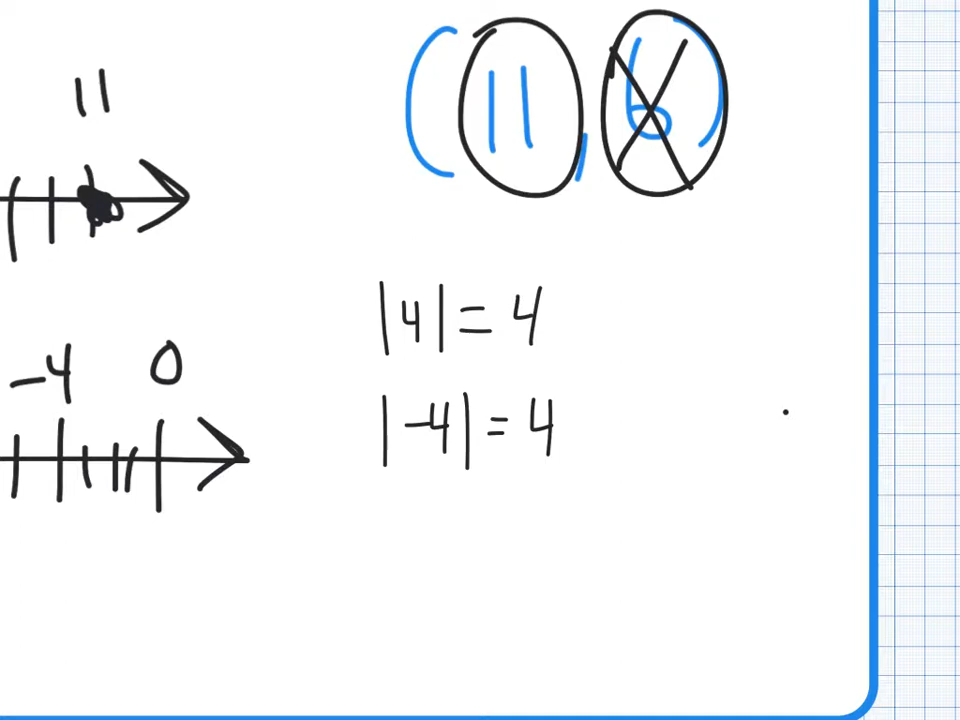 11
(11, 6)
|4| = 4
-4 0
|-4| = 4